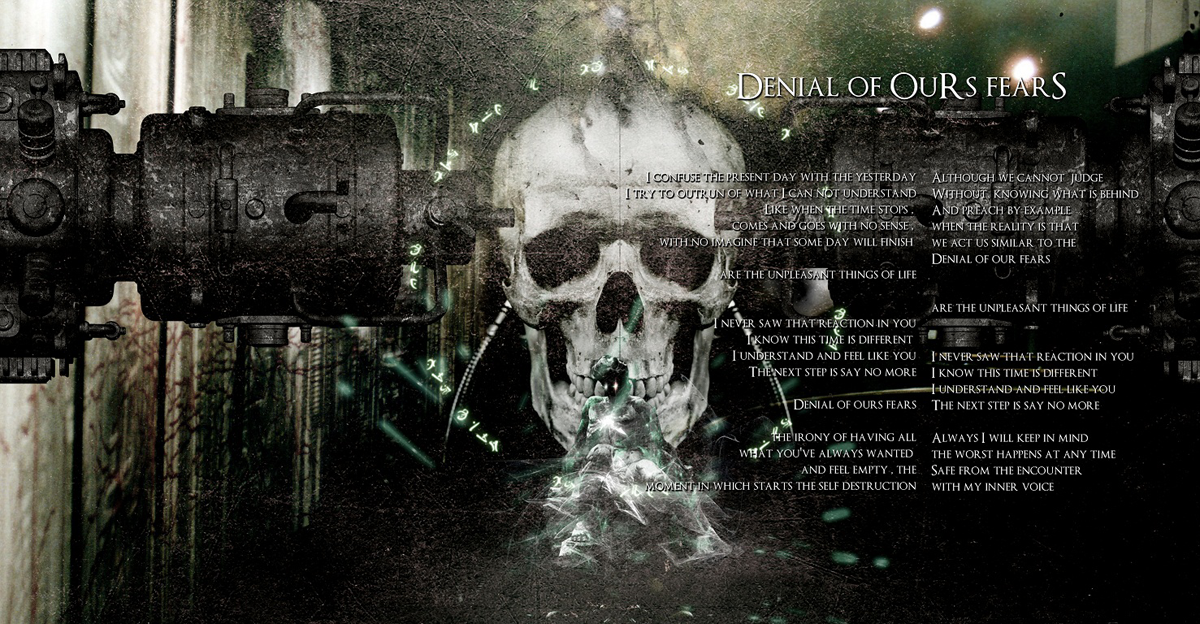 Denial of OuRs fearS
I confuse the present day with the yesterday
I try to outrun of what I can not understand
Like when the time stops ,
comes and goes with no sense ,
with no imagine that some day will finish
are the unpleasant things of life
I never saw that reaction in you
I know this time is different
I understand and feel like you
The next step is say no more
Denial of ours fears
the irony of having all
what you've always wanted
and feel empty , the
moment in which starts the self destruction
Although we cannot judge
Without knowing what is behind
And preach by example
when the reality is that
we act us similar to the
Denial of our fears
are the unpleasant things of life
I never saw that reaction in you
I know this time is different
I understand and feel like you
The next step is say no more
Always I will keep in mind
the worst happens at any time
Safe from the encounter
with my inner voice